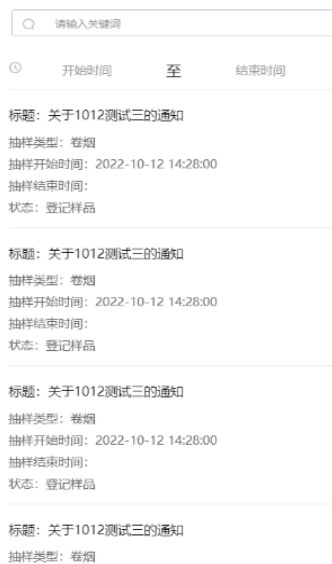 请输入关键词
开始时间 至 结束时间
标题：关于1012测试三的通知
抽样类型：卷烟
抽样开始时间：2022-10-12 14:28:00
抽样结束时间：
状态：登记样品
标题：关于1012测试三的通知
抽样类型：卷烟
抽样开始时间：2022-10-12 14:28:00
抽样结束时间：
状态：登记样品
标题：关于1012测试三的通知
抽样类型：卷烟
抽样开始时间：2022-10-12 14:28:00
抽样结束时间：
状态：登记样品
标题：关于1012测试三的通知
抽样类型：卷烟